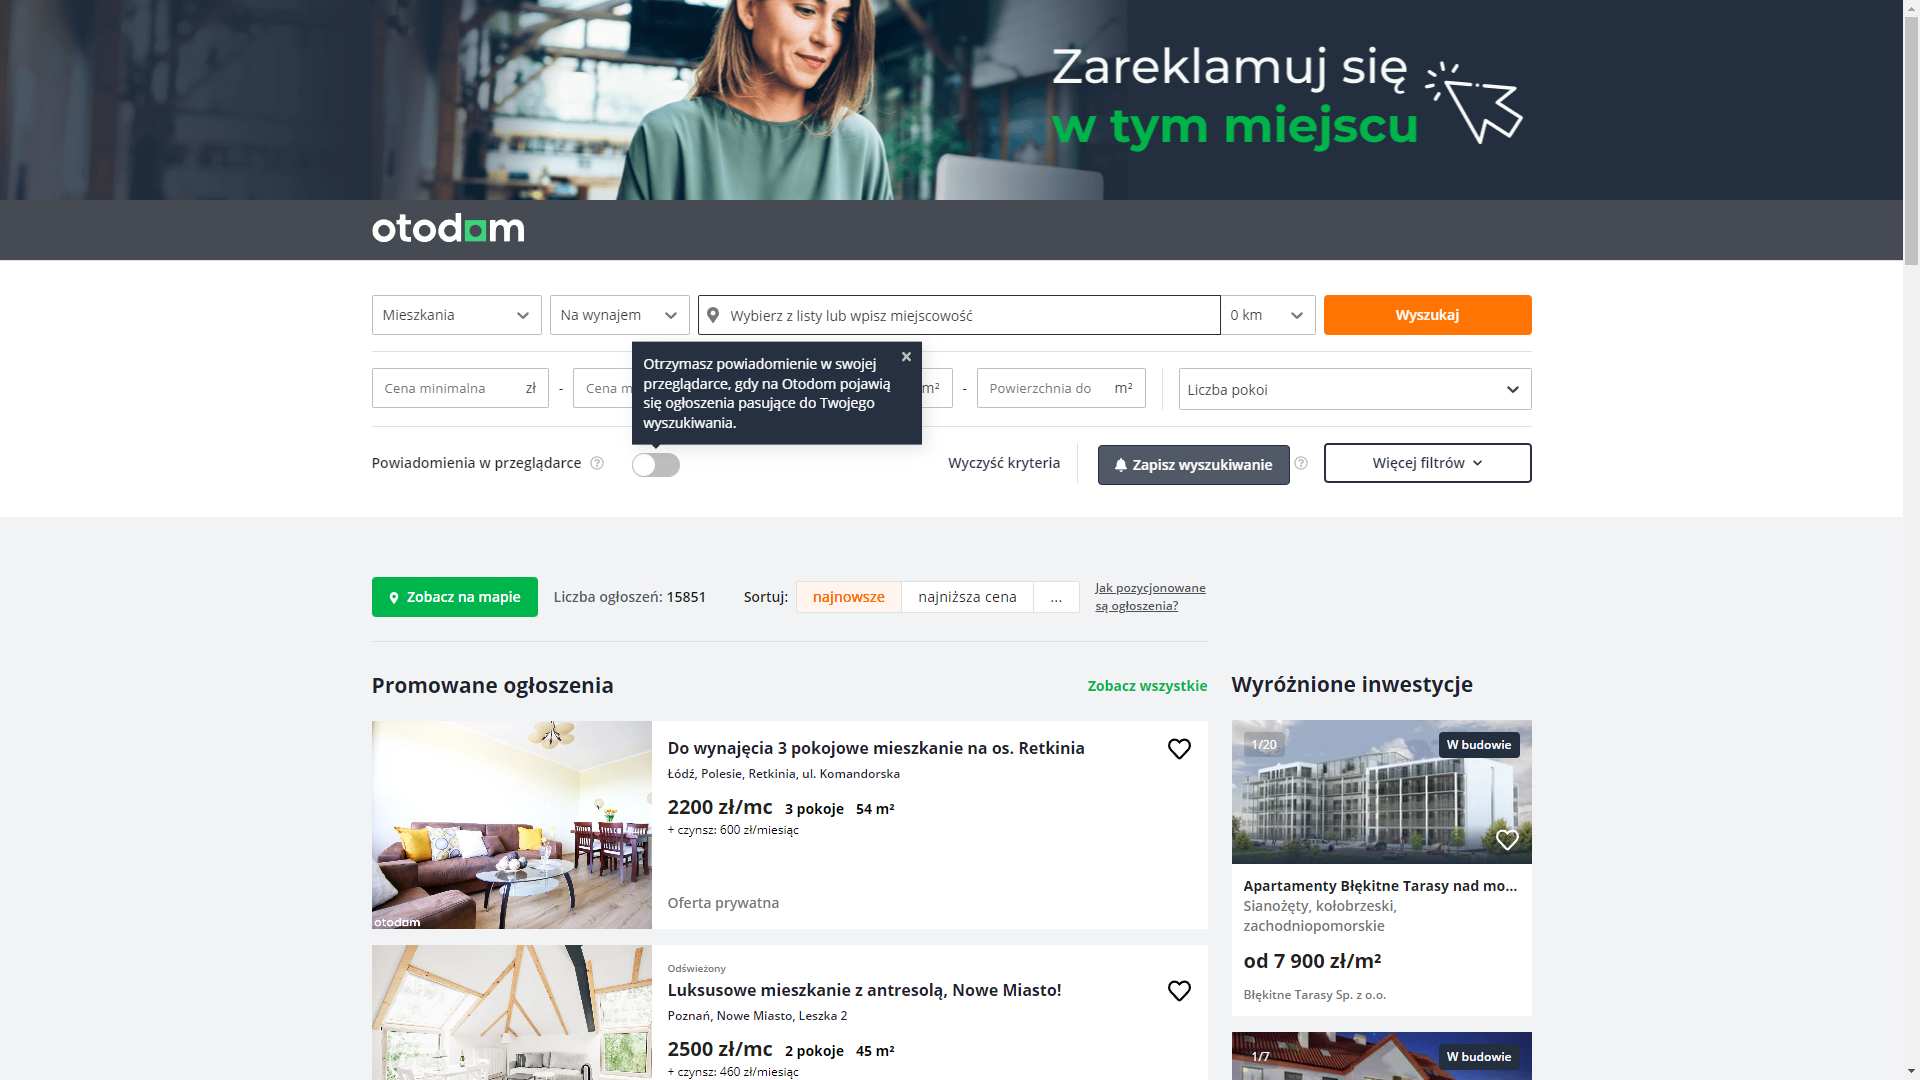 Zareklamuj się
w tym miejscu
otodom
Mieszkania
Na wynajem
Wybierz z listy lub wpisz miejscowość
0 km
Wyszukaj
Cena minimalna zł
-
Cena m
m²
-
Powierzchnia do m²
Liczba pokoi
Otrzymasz powiadomienie w swojej
przeglądarce, gdy na Otodom pojawią
się ogłoszenia pasujące do Twojego
wyszukiwania.
Powiadomienia w przeglądarce ?
Wyczyść kryteria
Zapisz wyszukiwanie ?
Więcej filtrów
Zobacz na mapie
Liczba ogłoszeń: 15851
Sortuj:
najnowsze
najniższa cena
...
Jak pozycjonowane
są ogłoszenia?
Promowane ogłoszenia
Zobacz wszystkie
otodom
Do wynajęcia 3 pokojowe mieszkanie na os. Retkinia
Łódź, Polesie, Retkinia, ul. Komandorska
2200 zł/mc 3 pokoje 54 m²
+ czynsz: 600 zł/miesiąc
Oferta prywatna
Odświeżony
Luksusowe mieszkanie z antresolą, Nowe Miasto!
Poznań, Nowe Miasto, Leszka 2
2500 zł/mc 2 pokoje 45 m²
+ czynsz: 460 zł/miesiąc
Wyróżnione inwestycje
1/20
W budowie
Apartamenty Błękitne Tarasy nad mo...
Sianożęty, kołobrzeski,
zachodniopomorskie
od 7 900 zł/m²
Błękitne Tarasy Sp. z o.o.
1/7
W budowie